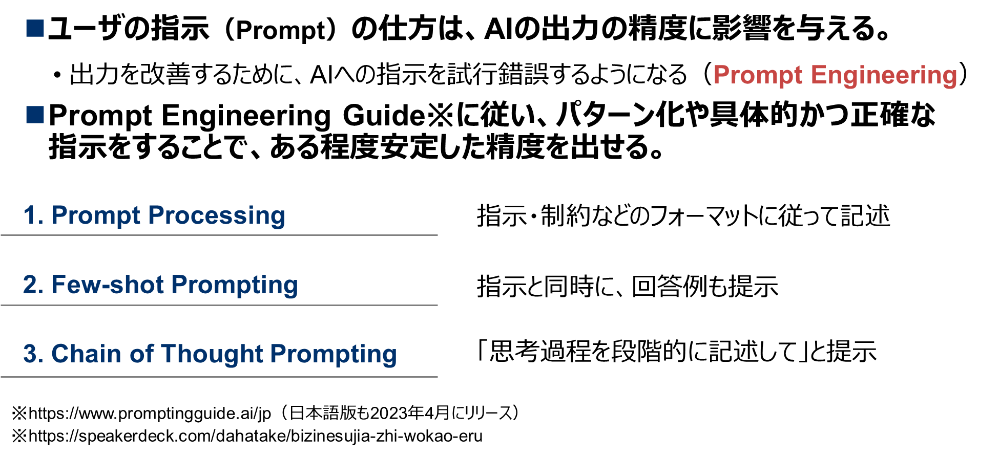 ■ユーザの指示（Prompt）の仕方は、AIの出力の精度に影響を与える。
・出力を改善するために、AIへの指示を試行錯誤するようになる（Prompt Engineering）
■Prompt Engineering Guide※に従い、パターン化や具体的かつ正確な
指示をすることで、ある程度安定した精度を出せる。
1. Prompt Processing
指示・制約などのフォーマットに従って記述
2. Few-shot Prompting
指示と同時に、回答例も提示
3. Chain of Thought Prompting
「思考過程を段階的に記述して」と提示
※https://www.promptingguide.ai/jp（日本語版も2023年4月にリリース）
※https://speakerdeck.com/dahatake/bizinesujia-zhi-wokao-eru